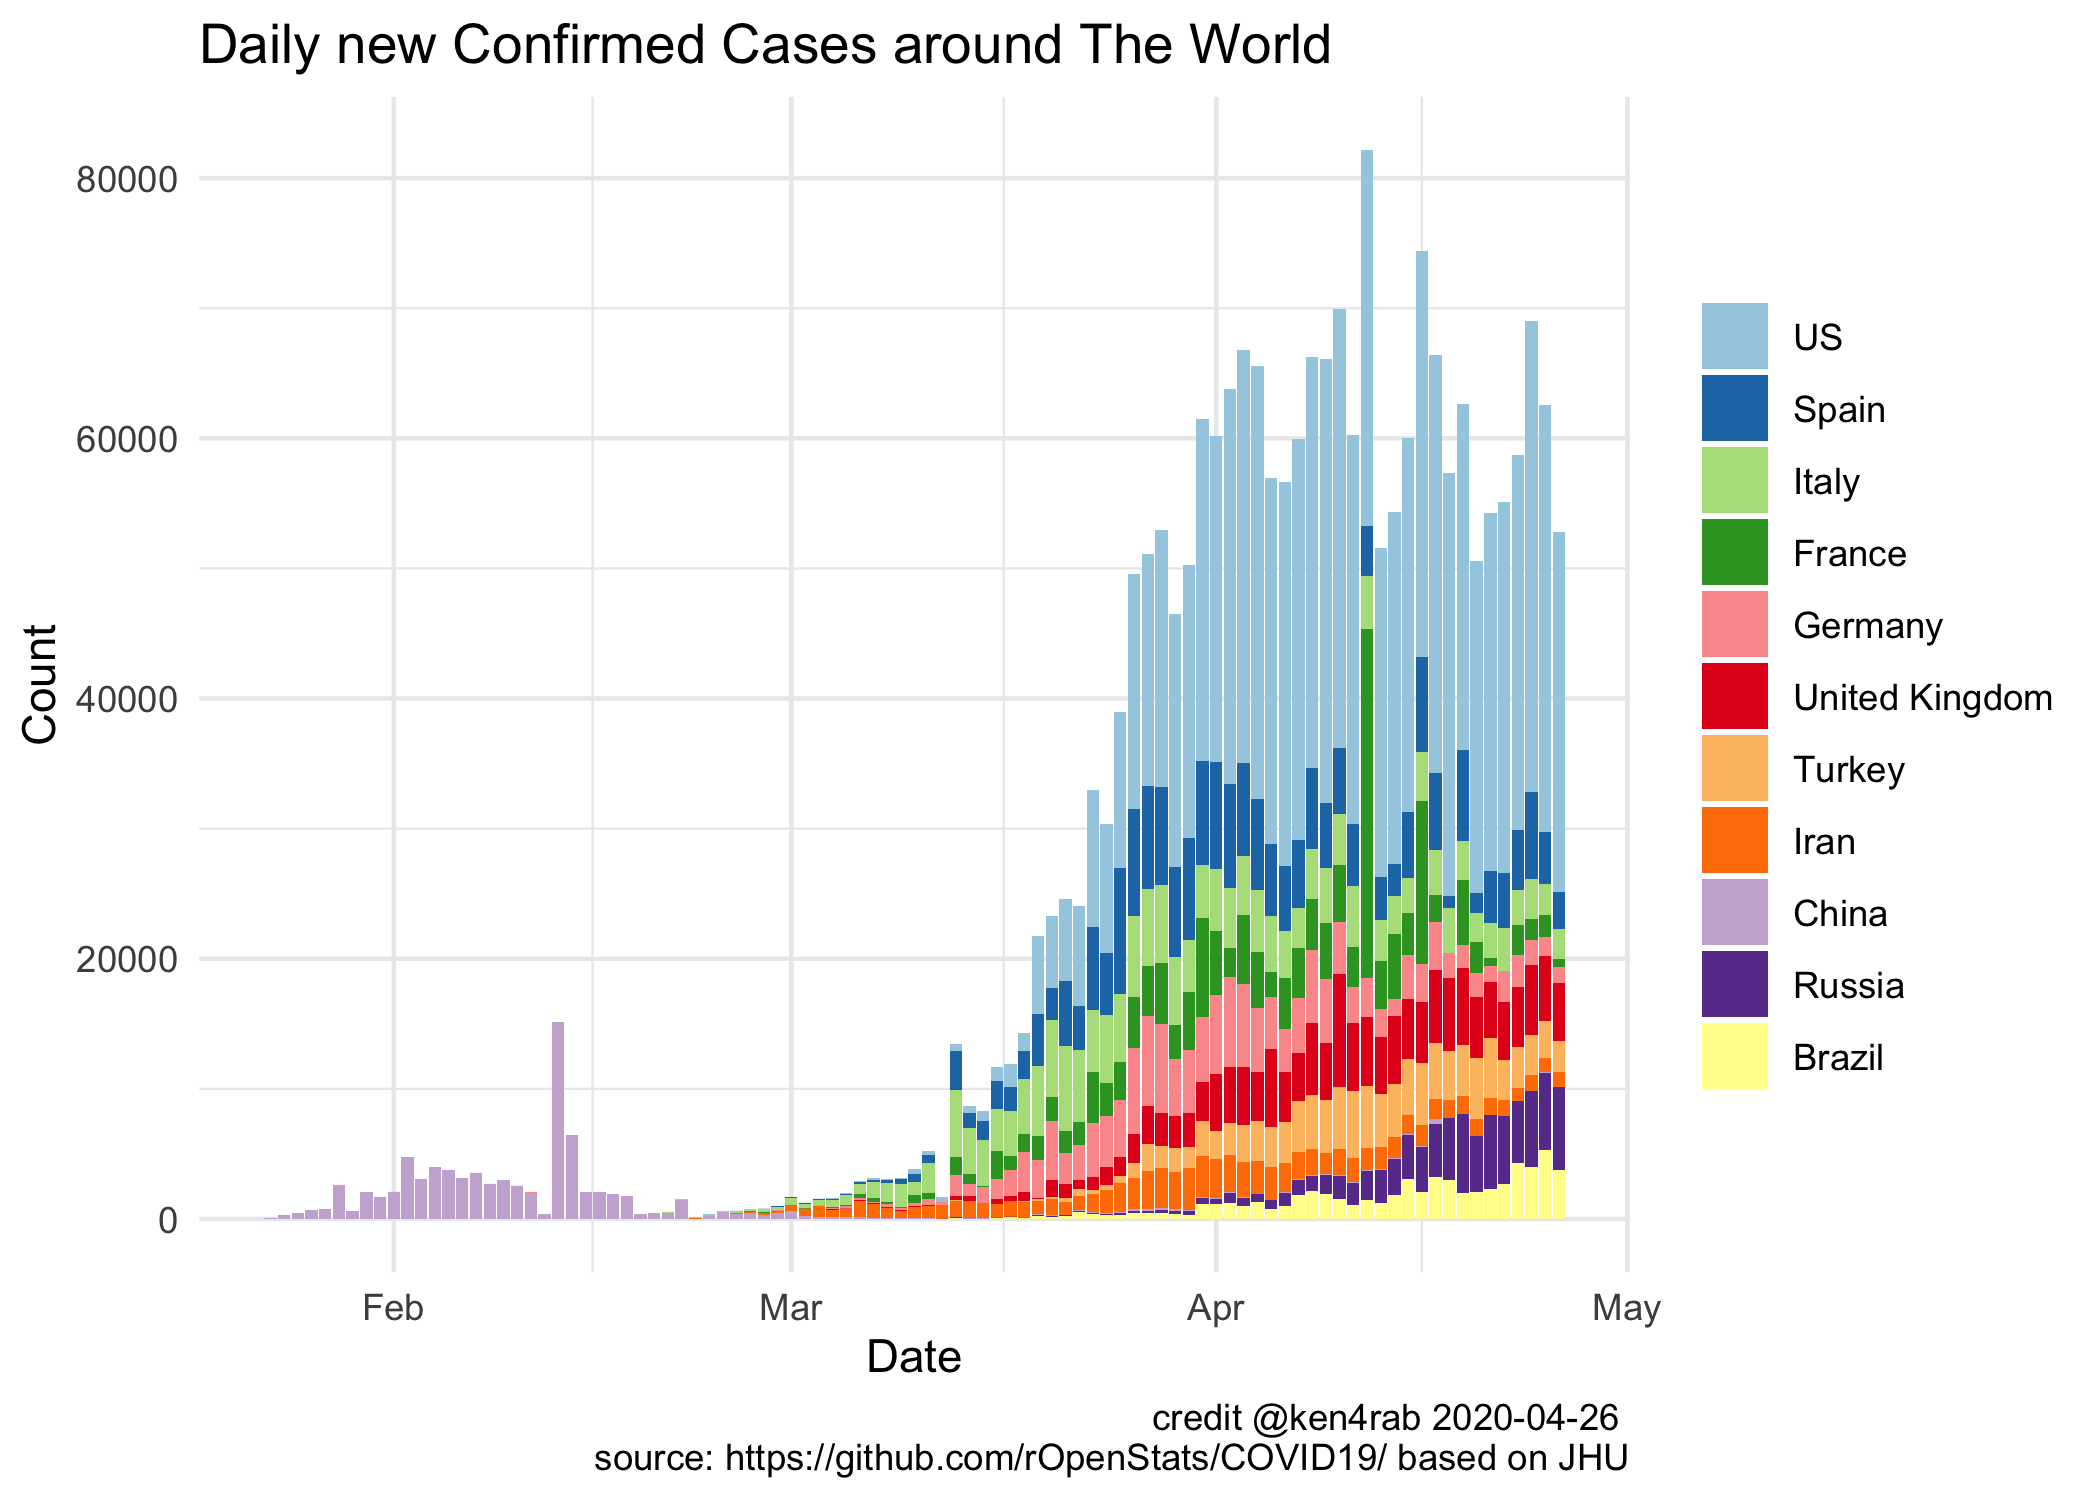 Daily new Confirmed Cases around The World
80000
60000
40000
20000
0
Count
Feb
Mar
Apr
May
Date
US
Spain
Italy
France
Germany
United Kingdom
Turkey
Iran
China
Russia
Brazil
credit @ken4rab 2020-04-26
source: https://github.com/rOpenStats/COVID19/ based on JHU